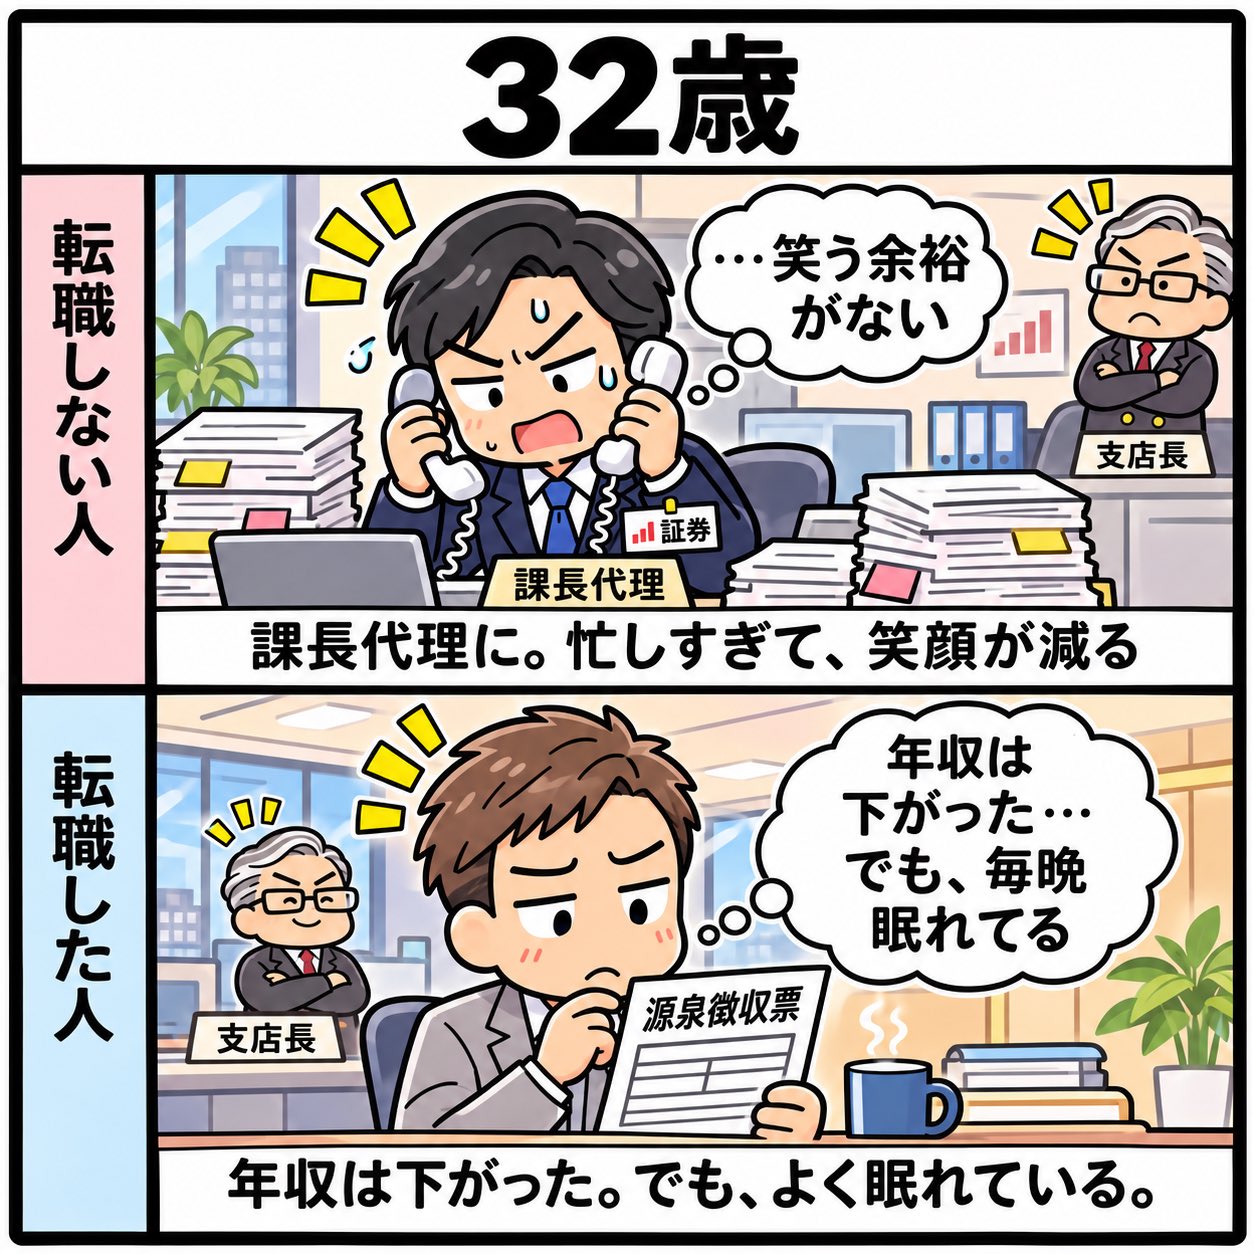 32歳
転職しない人
…笑う余裕
がない
支店長
証券
課長代理
課長代理に。忙しすぎて、笑顔が減る
転職した人
年収は
下がった…
でも、毎晩
眠れてる
支店長
源泉徴収票
年収は下がった。でも、よく眠れている。